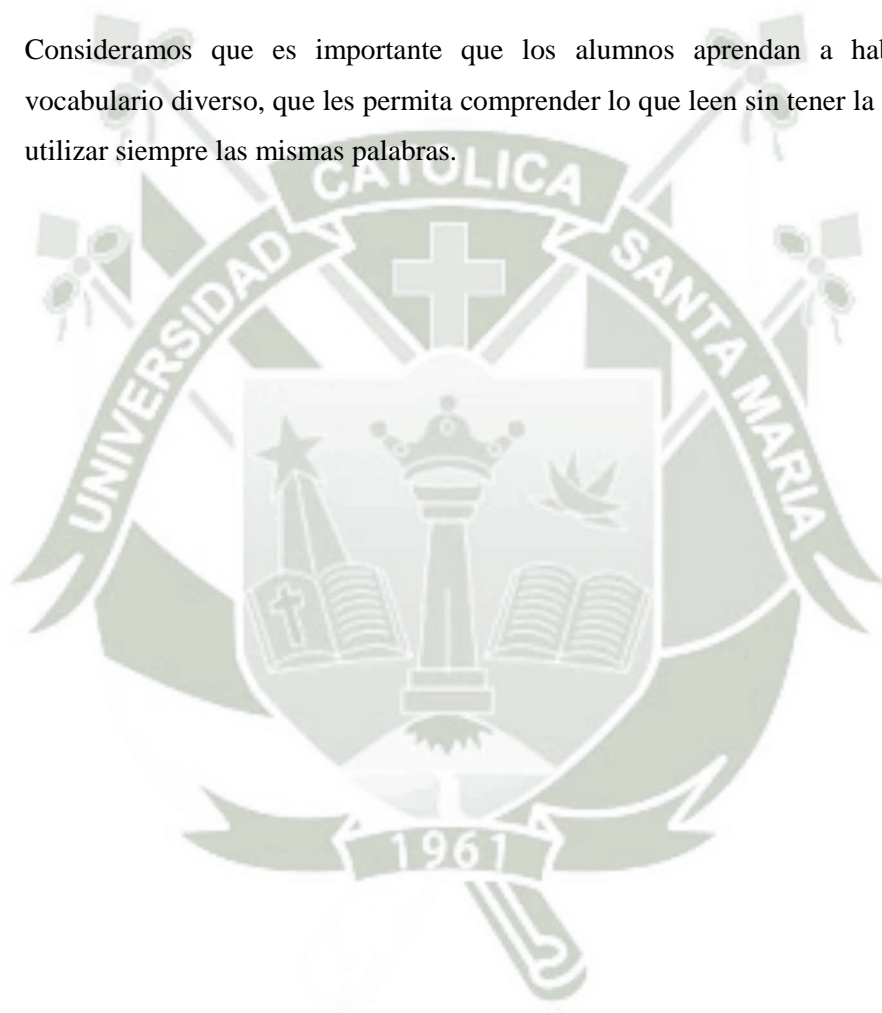 Consideramos que es importante que los alumnos aprendan a
vocabulario diverso, que les permita comprender lo que leen sin tener la
utilizar siempre las mismas palabras.
CATOLICA
UNIVERSIDAD
SANTA MARIA
1961